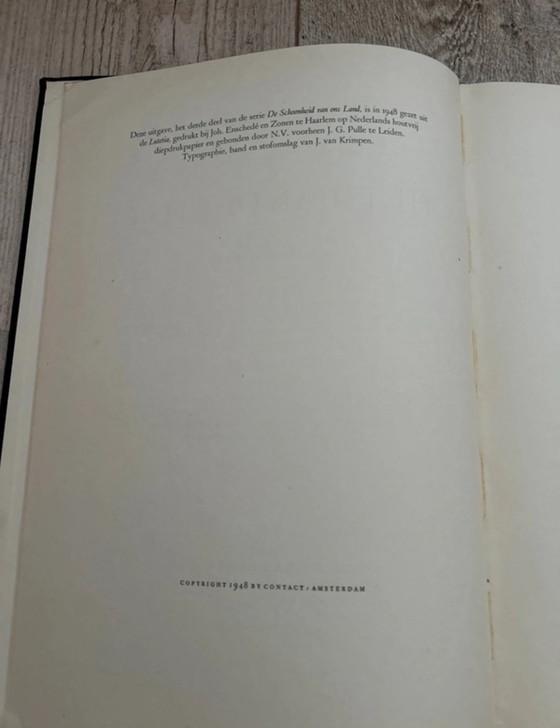 Deze uitgave, het derde deel van de serie De Schoonheid van ons Land, is in 1948 gezet uit
de Lutetia, gedrukt bij Joh. Enschedé en Zonen te Haarlem op Nederlands houtvrij
diepdrukpapier en gebonden door N.V. voorheen J. G. Pulle te Leiden.
Typographie, band en stofomslag van J. van Krimpen.
COPYRIGHT 1948 BY CONTACT, AMSTERDAM